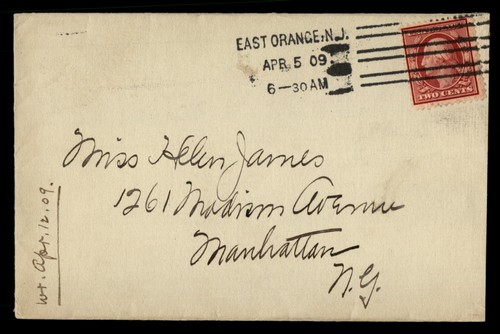 EAST ORANGE, N.J.
APR 5 09
6-30 AM
TWO CENTS
Miss Helen James
1261 Madison Avenue
Manhattan
N.Y.
wr. Apr. 12. 09.